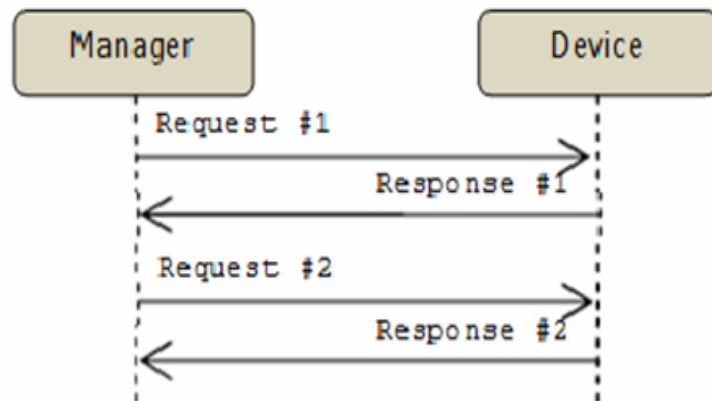 Manager
Device
Request #1
Response #1
Request #2
Response #2